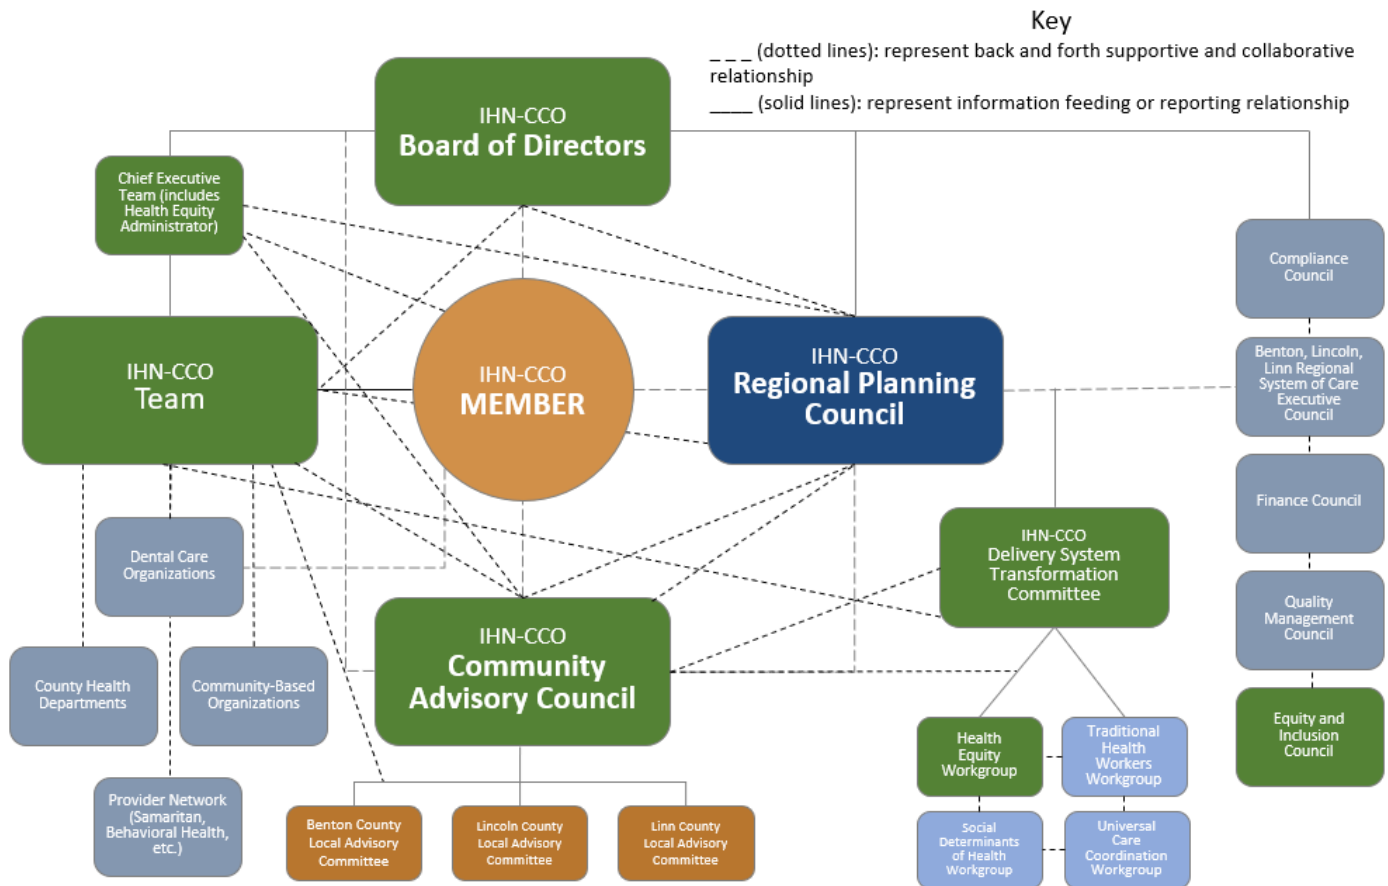 Key
_ _ _ (dotted lines): represent back and forth supportive and collaborative
relationship
____ (solid lines): represent information feeding or reporting relationship
IHN-CCO
Board of Directors
Chief Executive
Team (includes
Health Equity
Administrator)
Compliance
Council
IHN-CCO
Team
IHN-CCO
MEMBER
IHN-CCO
Regional Planning
Council
Benton, Lincoln,
Linn Regional
System of Care
Executive
Council
Finance Council
Dental Care
Organizations
IHN-CCO
Delivery System
Transformation
Committee
Quality
Management
Council
County Health
Departments
Community-Based
Organizations
IHN-CCO
Community
Advisory Council
Equity and
Inclusion
Council
Health
Equity
Workgroup
Traditional
Health
Workers
Workgroup
Provider Network
(Samaritan,
Behavioral Health,
etc.)
Benton County
Local Advisory
Committee
Lincoln County
Local Advisory
Committee
Linn County
Local Advisory
Committee
Social
Determinants
of Health
Workgroup
Universal
Care
Coordination
Workgroup